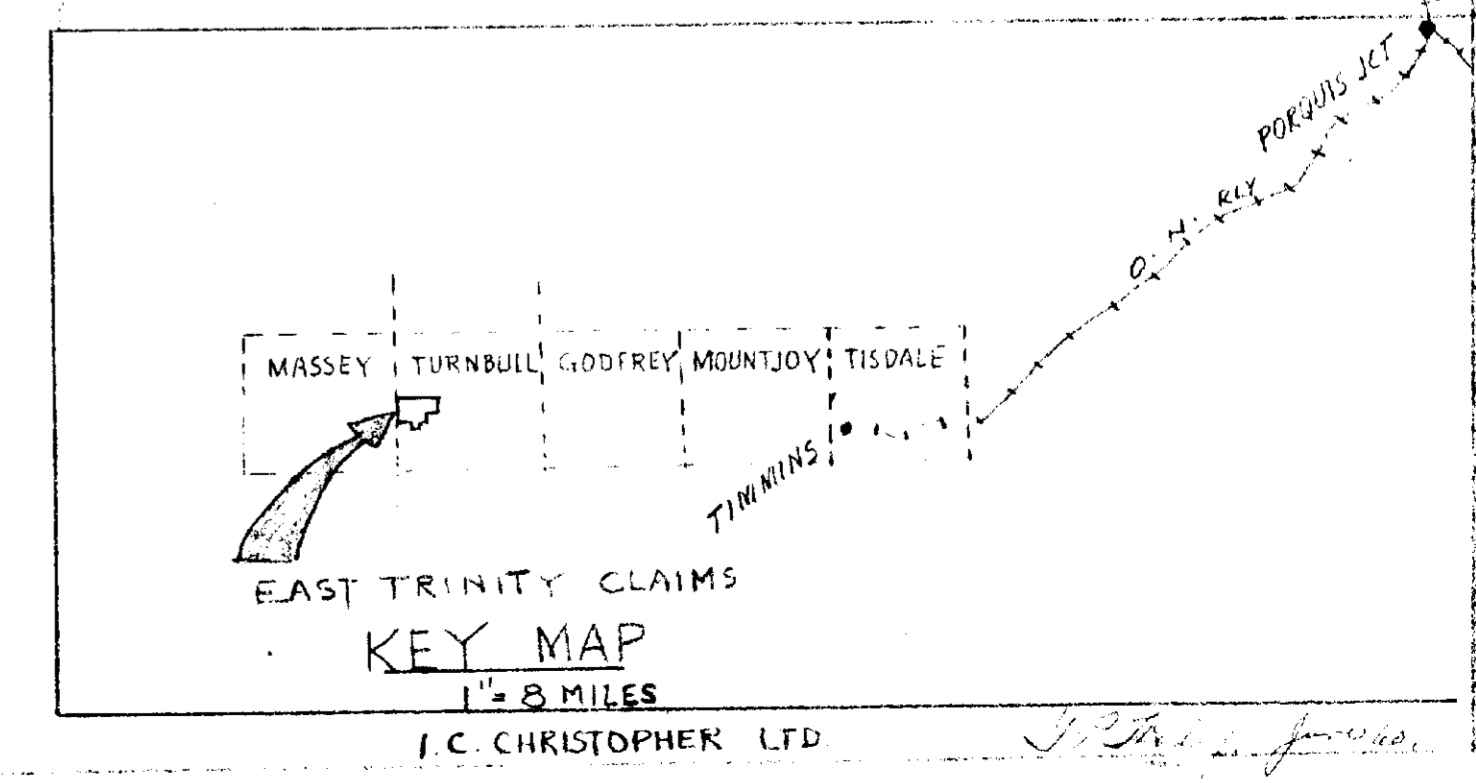 PORQUIS JCT
O. N. RLY
MASSEY TURNBULL GODFREY MOUNTJOY TISDALE
TIMMINS
EAST TRINITY CLAIMS
KEY MAP
1" = 8 MILES
I.C. CHRISTOPHER LTD